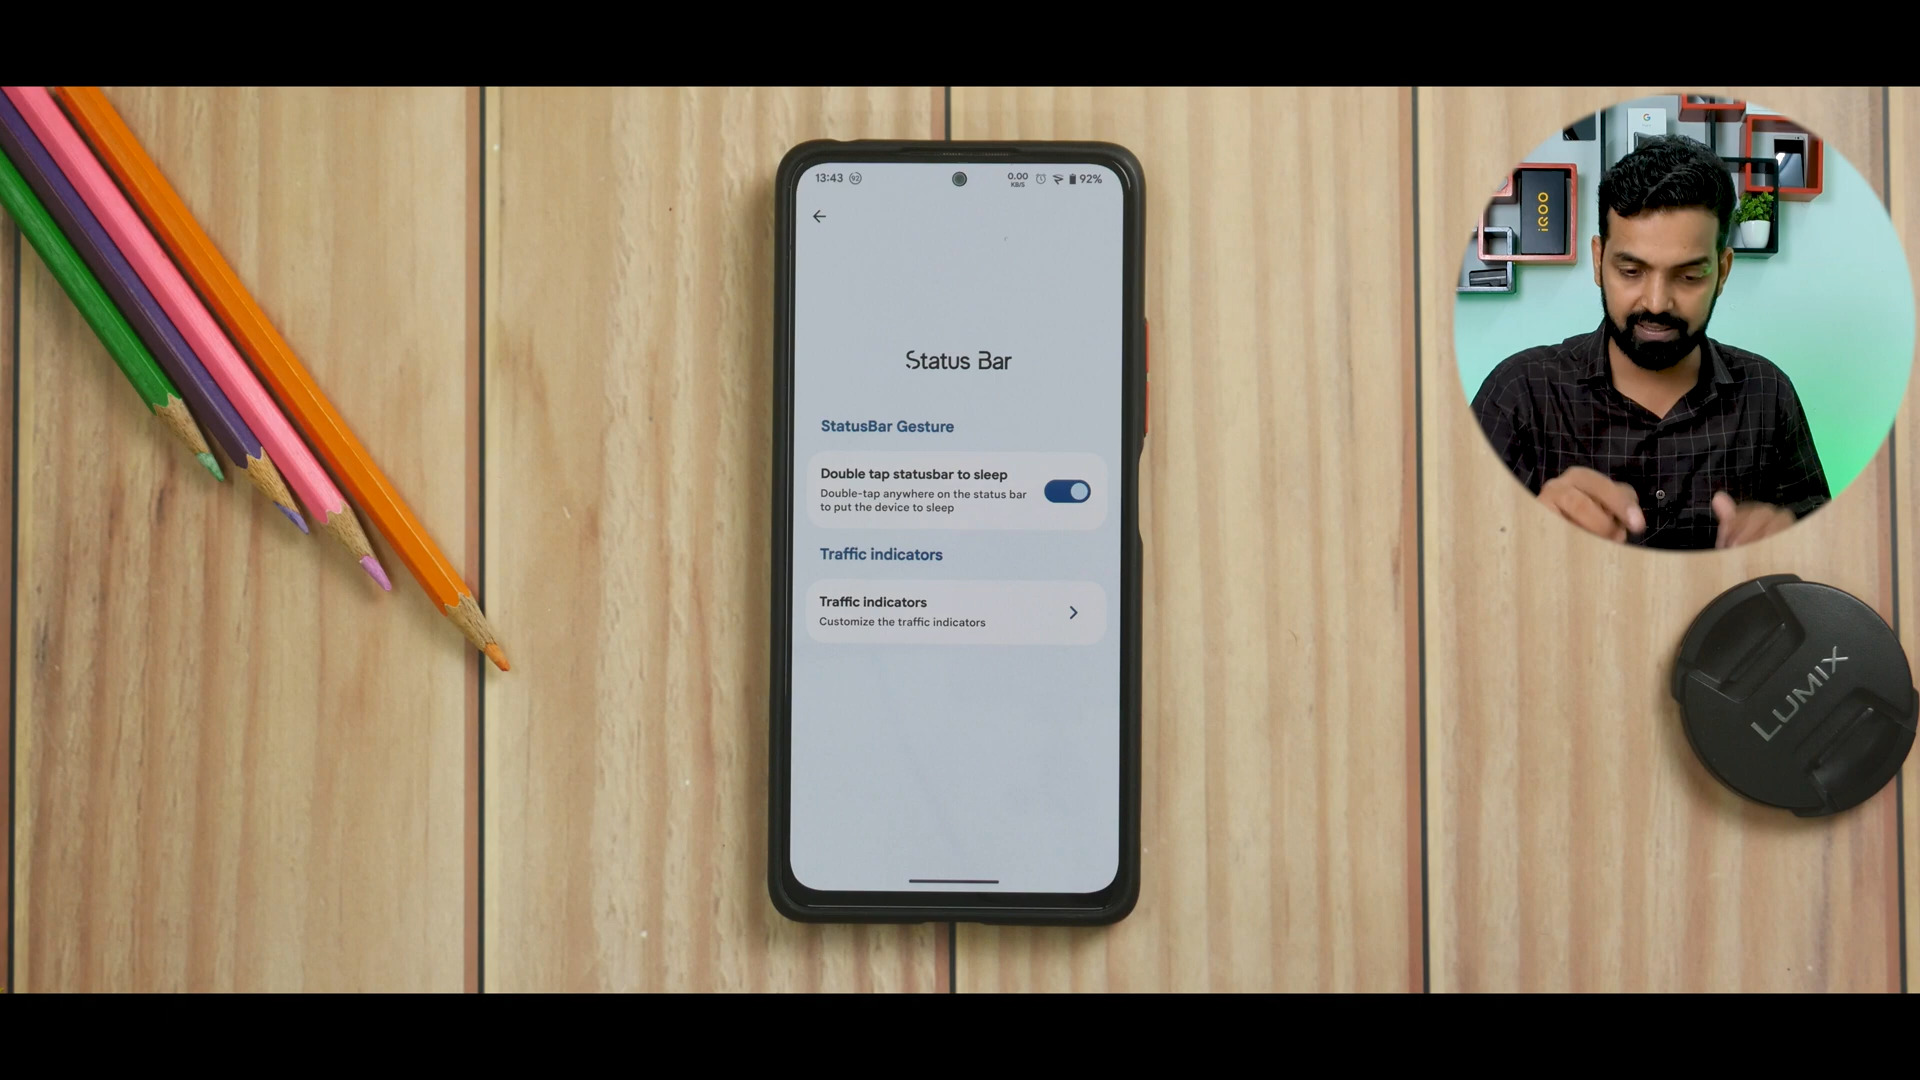 13:43 92
0.00
KB/S
92%
Status Bar
StatusBar Gesture
Double tap statusbar to sleep
Double-tap anywhere on the status bar
to put the device to sleep
Traffic indicators
Traffic indicators
Customize the traffic indicators
iQOO
G
LUMIX